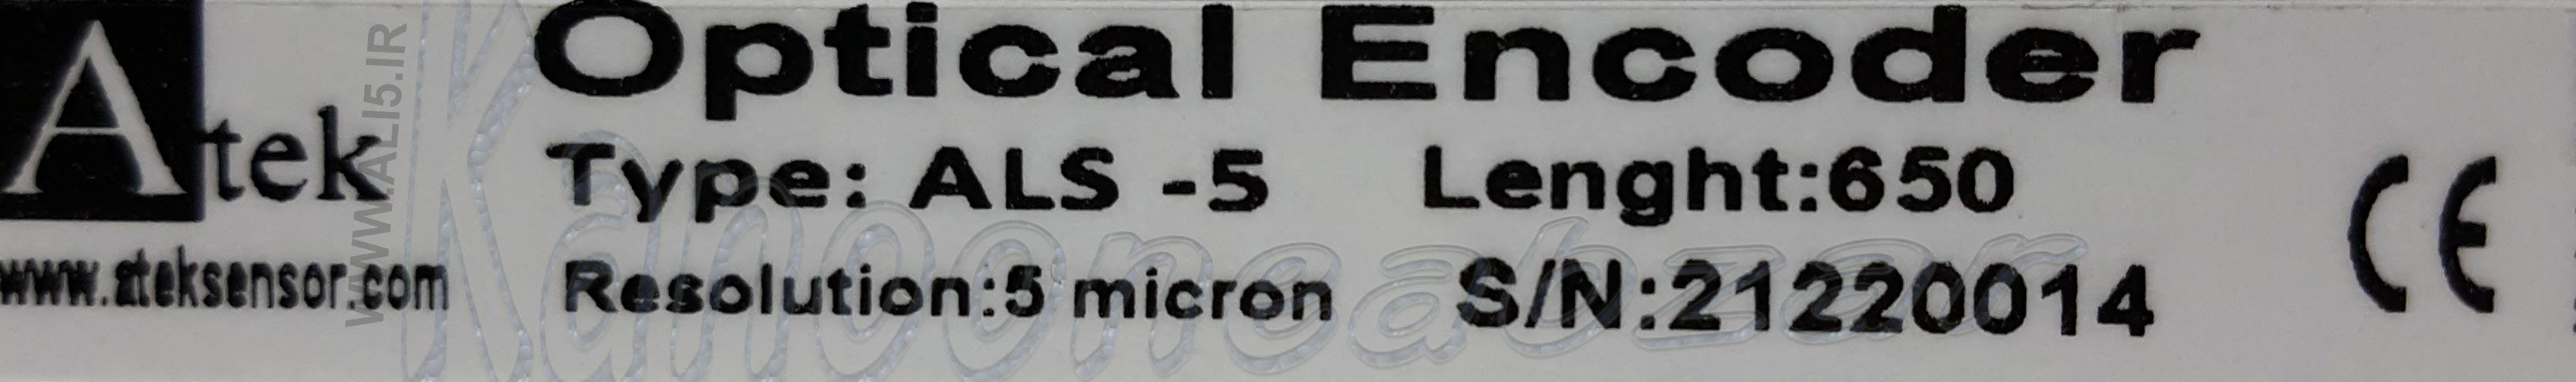 Atek
www.ateksensor.com
Optical Encoder
Type: ALS -5 Lenght:650
Resolution:5 micron S/N:21220014
CE
WWW.ALI5.IR
Kanooneabzar